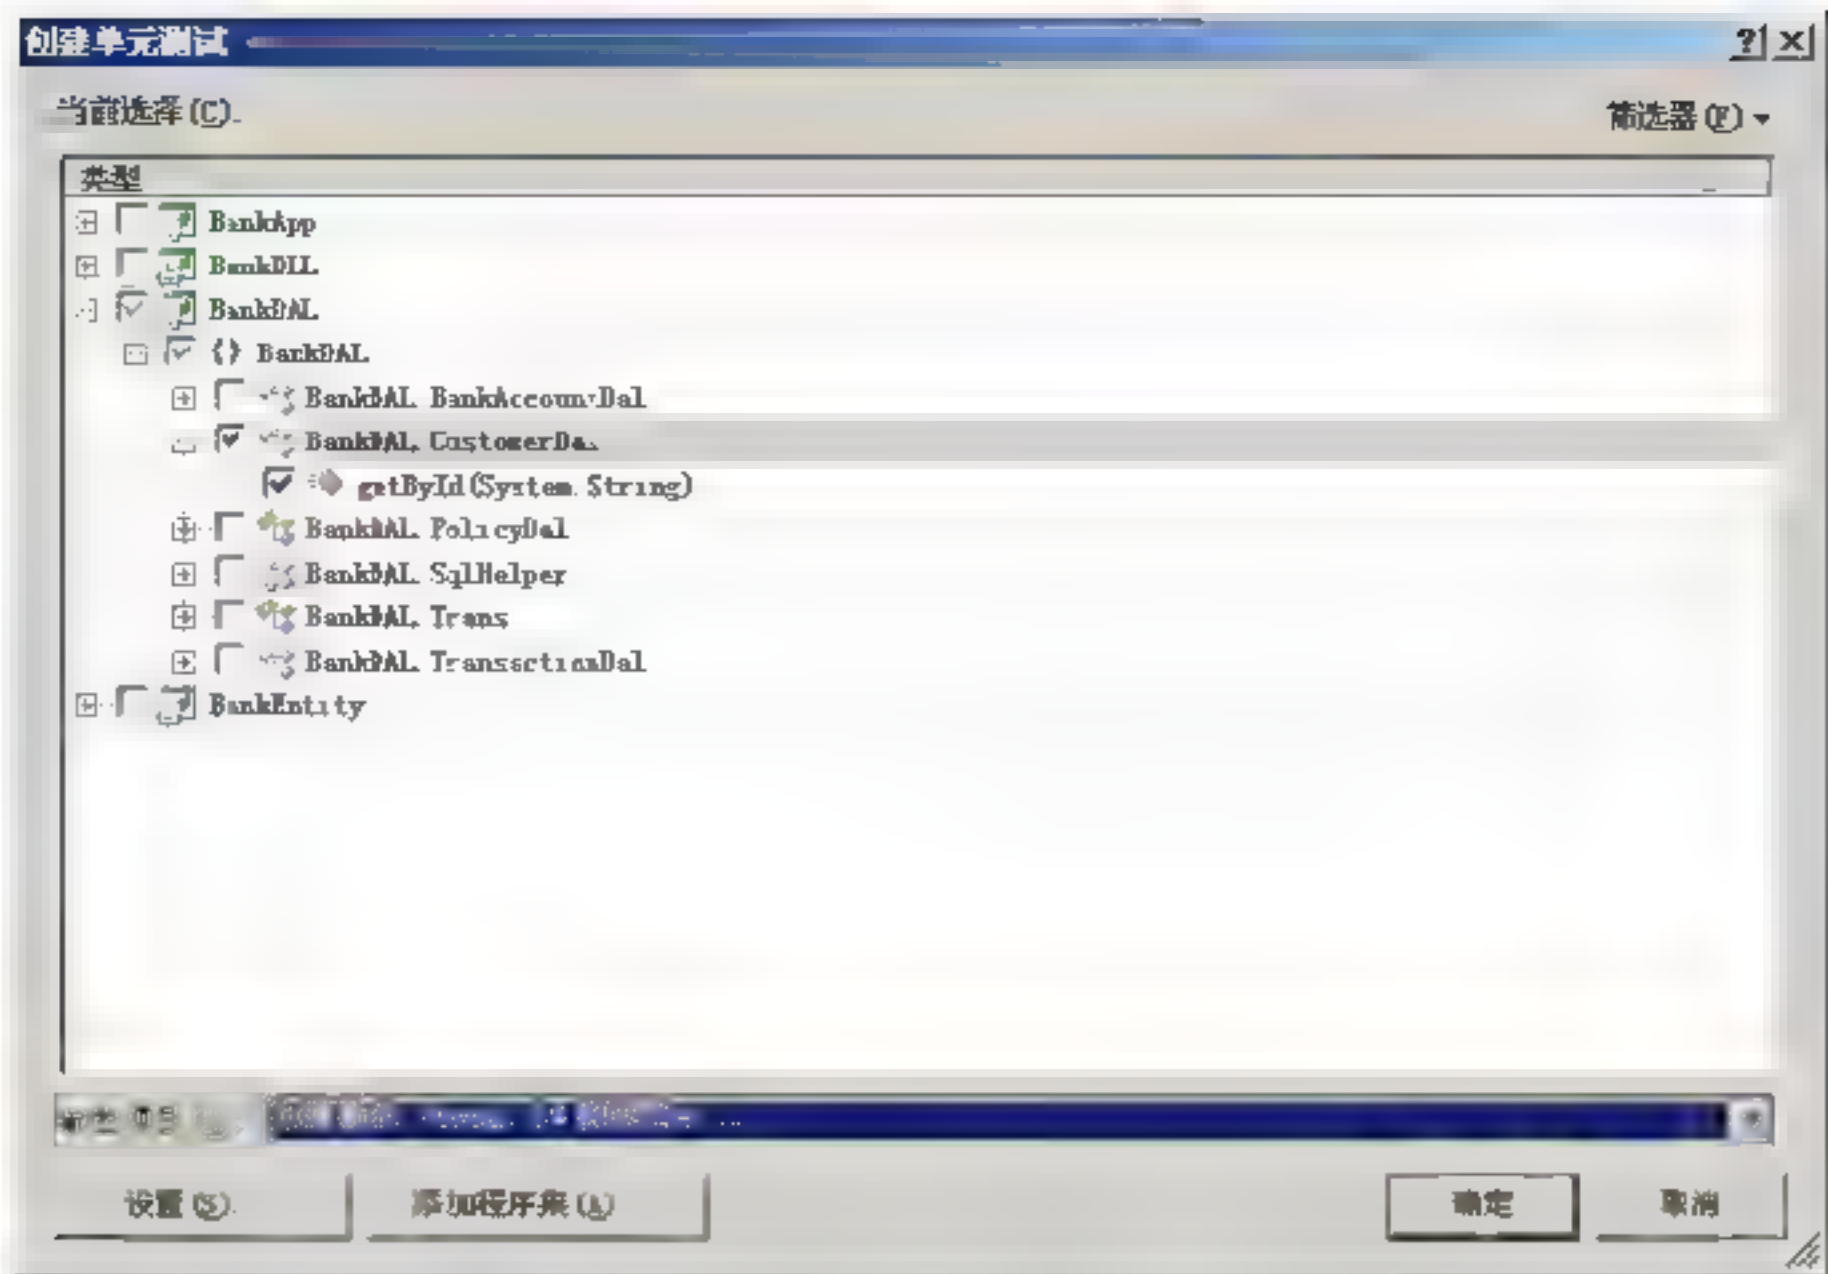 创建单元测试
当前选择(C).
筛选器(F)
类型
BankApp
BankDLL
BankDAL
{} BankDAL
BankDAL.BankAccountDal
BankDAL.CustomerDal
getById(System.String)
BankDAL.PolicyDal
BankDAL.SqlHelper
BankDAL.Trans
BankDAL.TransactionDal
BankEntity
设置(S).
添加程序集(A)
确定
取消